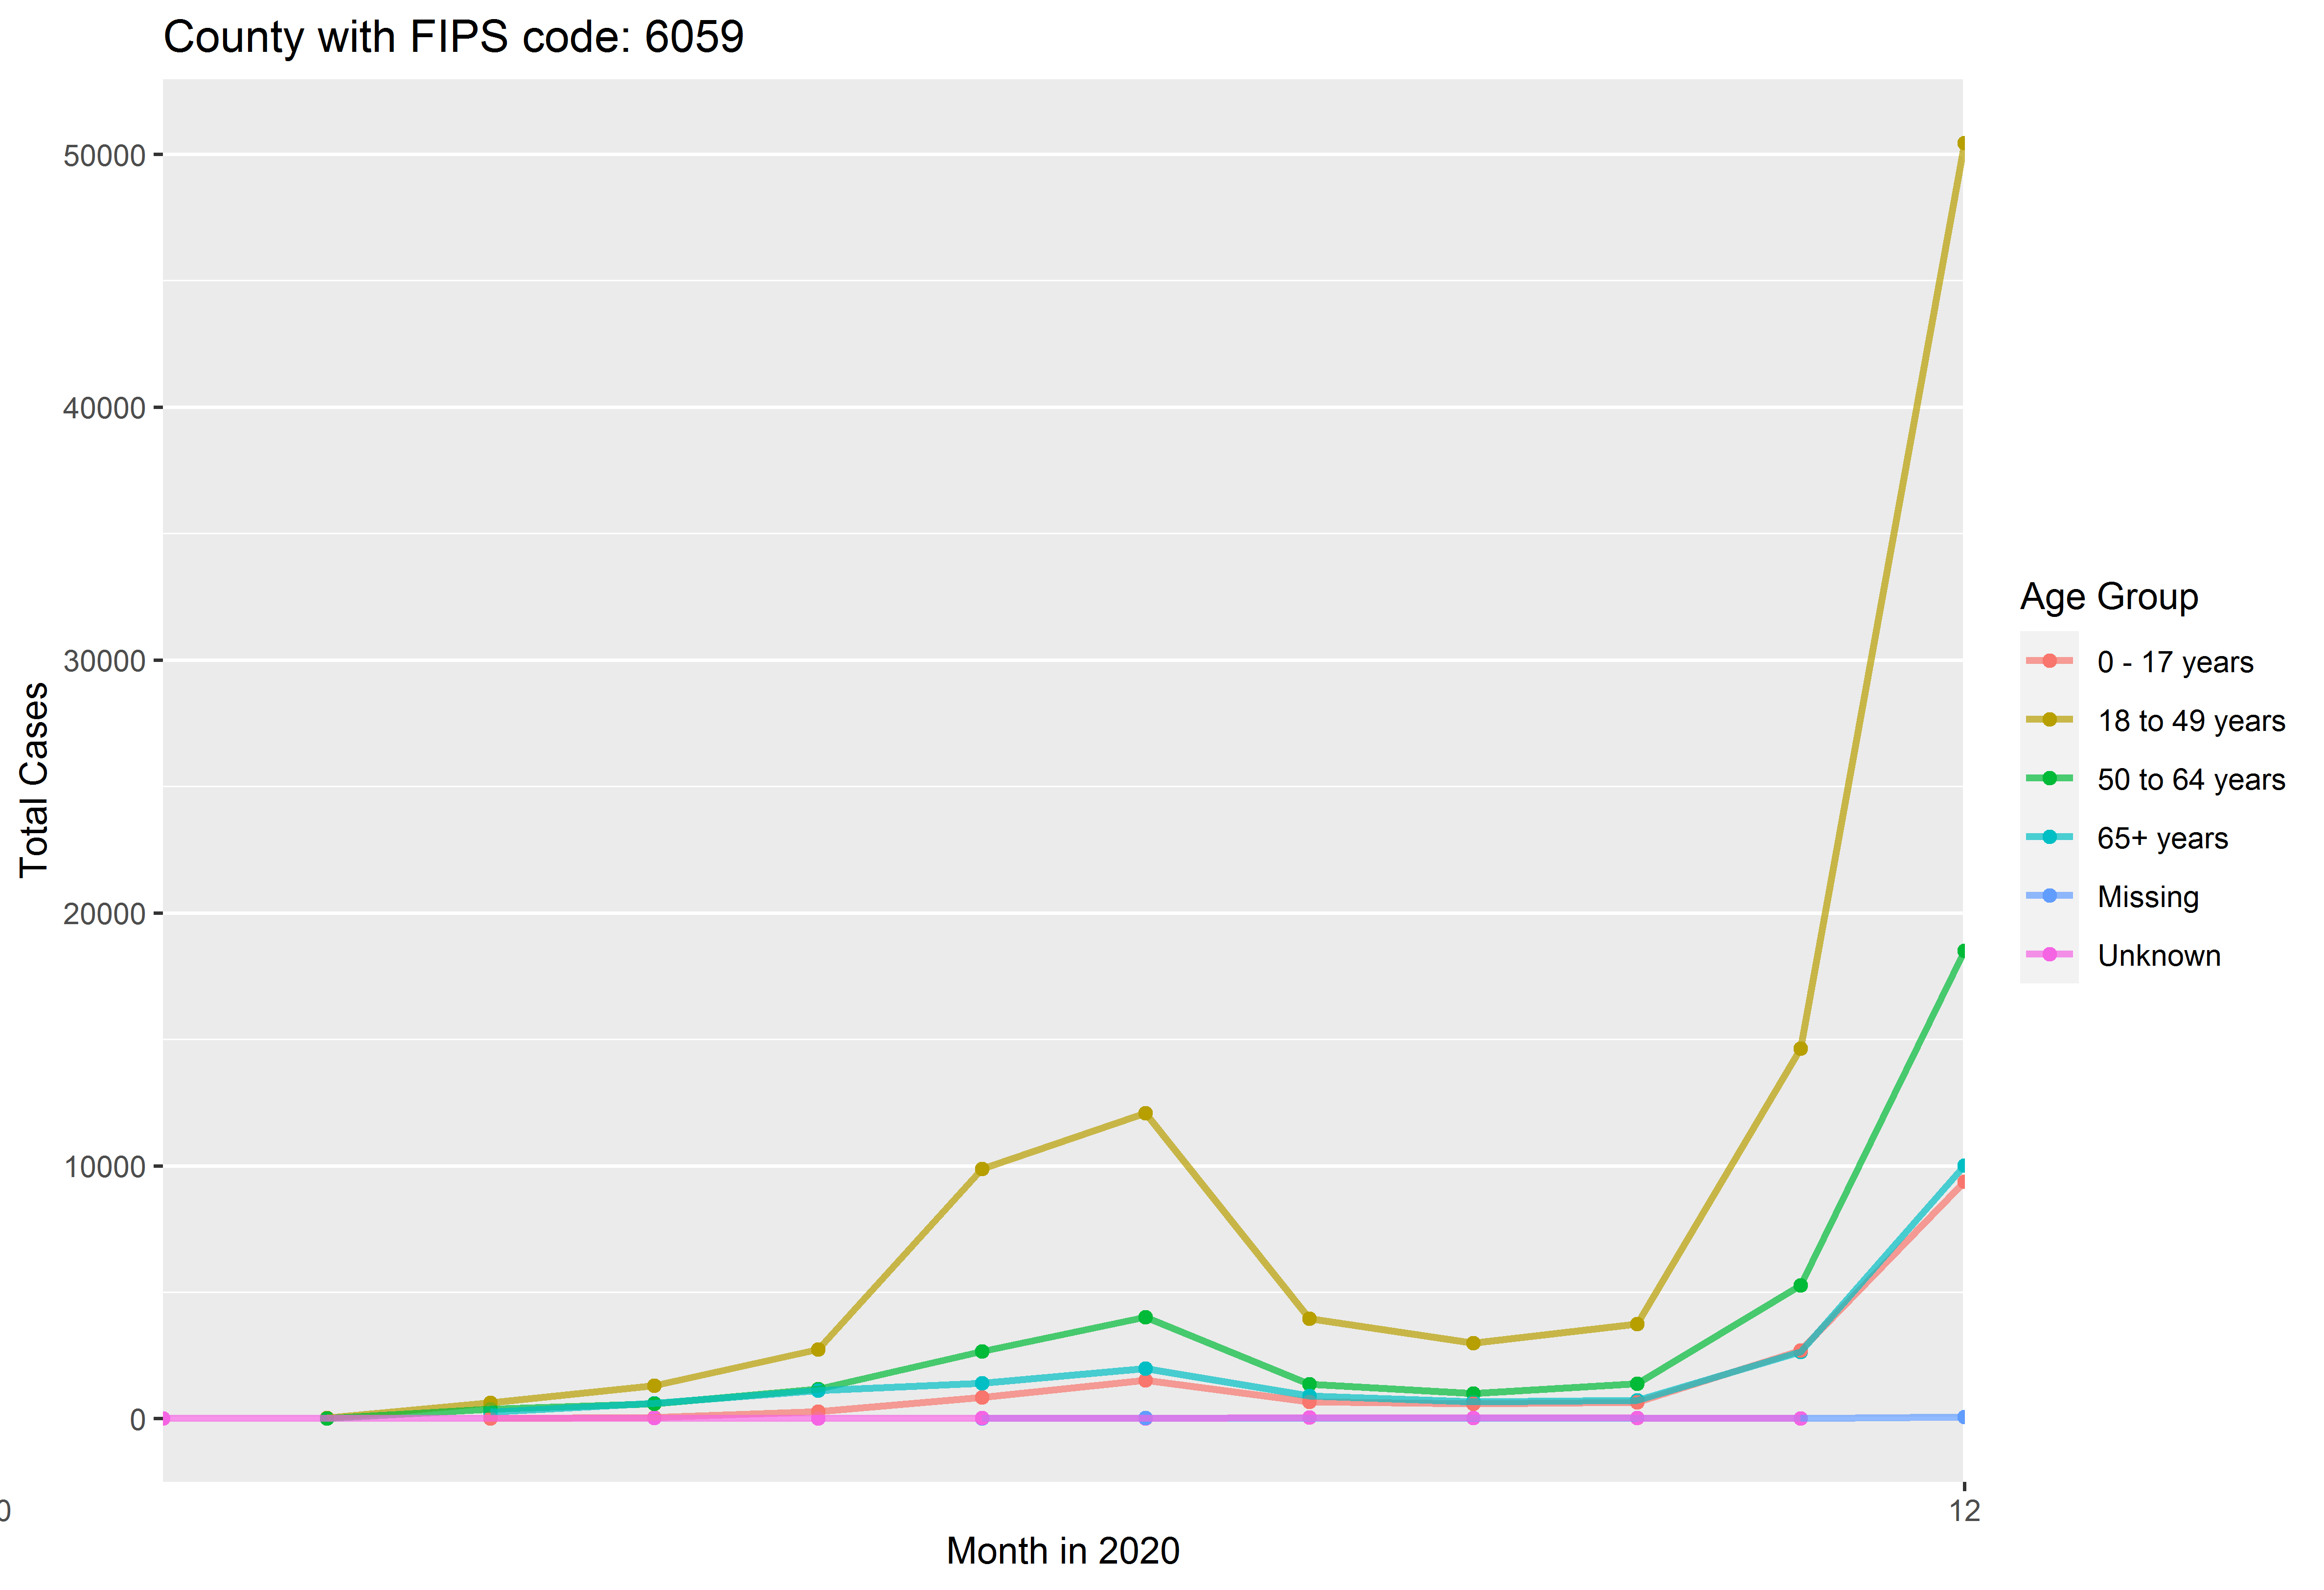 County with FIPS code: 6059
50000
40000
30000
20000
10000
0
Total Cases
0
12
Month in 2020
Age Group
0 - 17 years
18 to 49 years
50 to 64 years
65+ years
Missing
Unknown